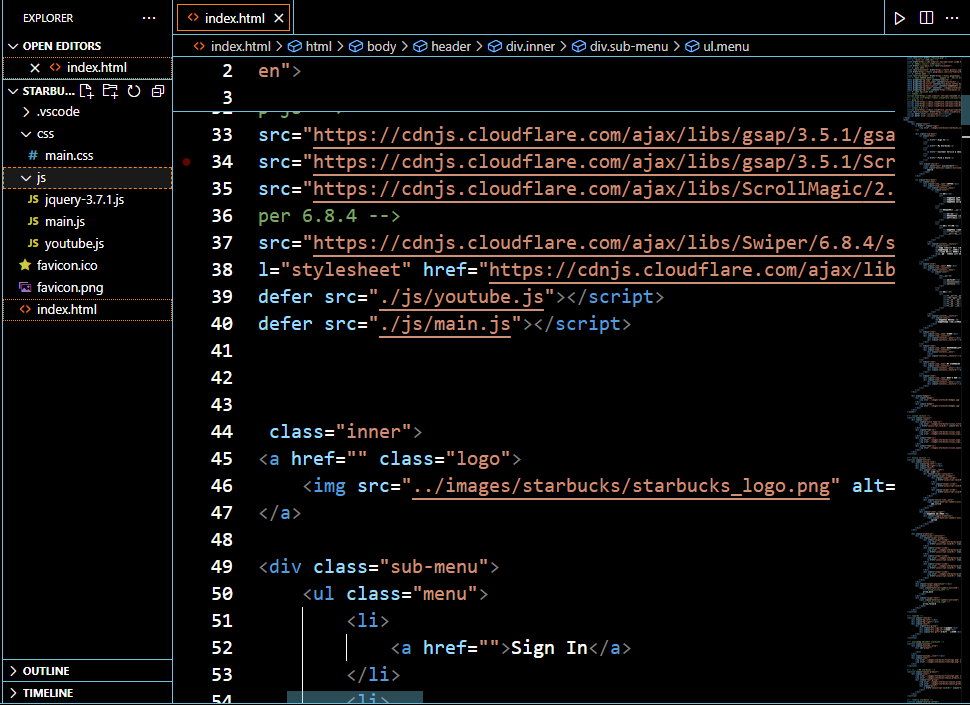 EXPLORER
OPEN EDITORS
index.html
STARBU...
.vscode
css
# main.css
js
JS jquery-3.7.1.js
JS main.js
JS youtube.js
favicon.ico
favicon.png
index.html
OUTLINE
TIMELINE
index.html
index.html > html > body > header > div.inner > div.sub-menu > ul.menu
2 en">
3
33 src="https://cdnjs.cloudflare.com/ajax/libs/gsap/3.5.1/gsa
34 src="https://cdnjs.cloudflare.com/ajax/libs/gsap/3.5.1/Scr
35 src="https://cdnjs.cloudflare.com/ajax/libs/ScrollMagic/2.
36 per 6.8.4 -->
37 src="https://cdnjs.cloudflare.com/ajax/libs/Swiper/6.8.4/s
38 l="stylesheet" href="https://cdnjs.cloudflare.com/ajax/lib
39 defer src="./js/youtube.js"></script>
40 defer src="./js/main.js"></script>
41
42
43
44 class="inner">
45 <a href="" class="logo">
46 <img src="../images/starbucks/starbucks_logo.png" alt=
47 </a>
48
49 <div class="sub-menu">
50 <ul class="menu">
51 <li>
52 <a href="">Sign In</a>
53 </li>
54 <li>